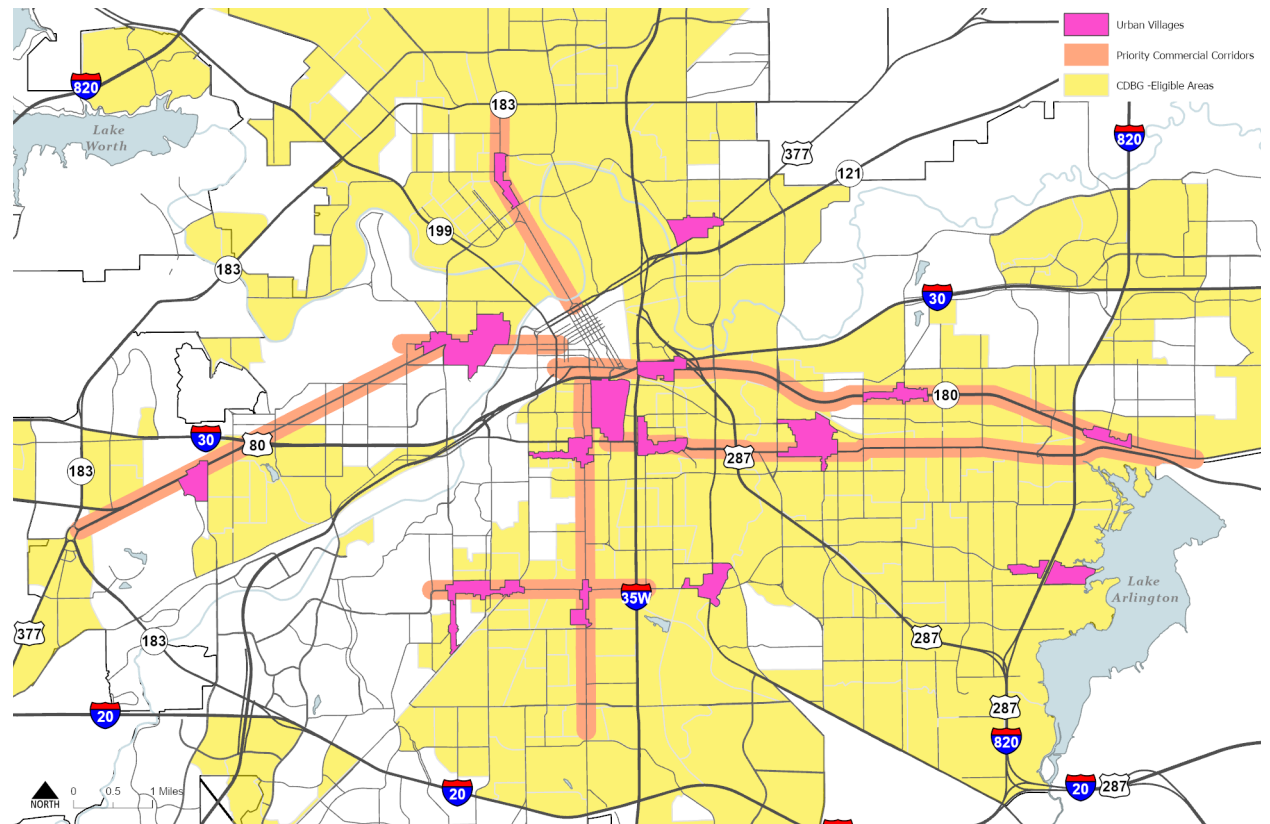 Urban Villages
Priority Commercial Corridors
CDBG -Eligible Areas
820
183
Lake
Worth
820
377
121
199
183
30
180
30
80
183
287
35W
Lake
Arlington
377
183
287
20
287
820
20
287
20
NORTH
0 0.5 1 Miles